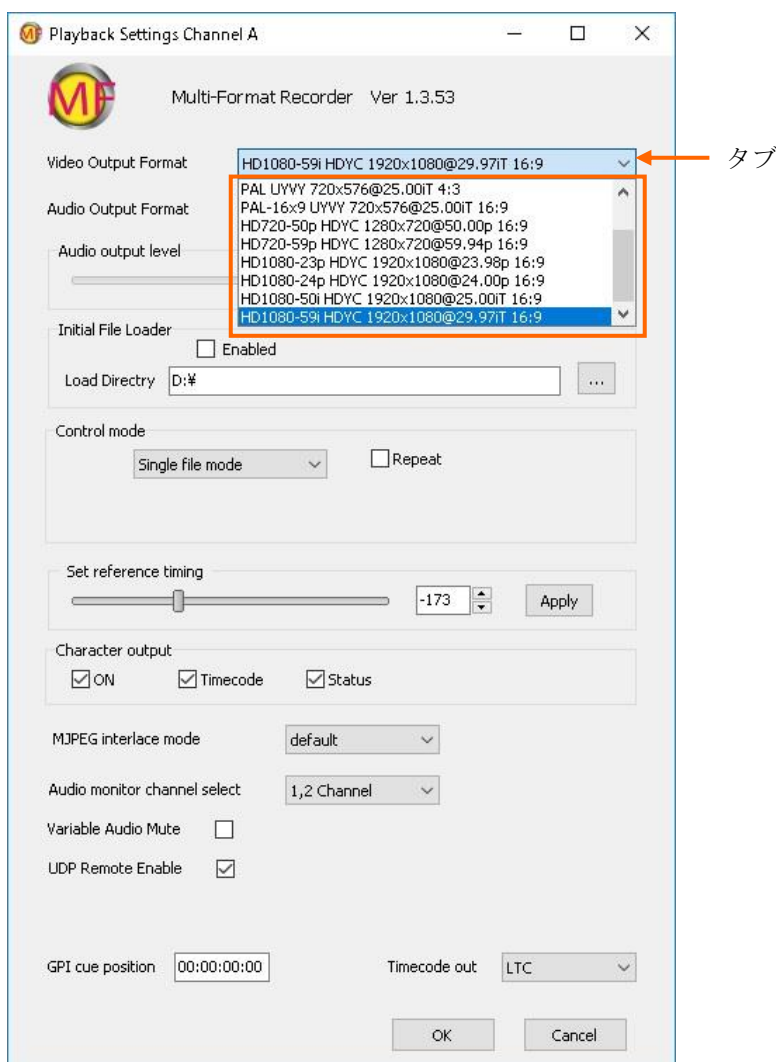 Playback Settings Channel A
MF
Multi-Format Recorder Ver 1.3.53
Video Output Format
HD1080-59i HDYC 1920x1080@29.97iT 16:9
タブ
PAL UYVY 720x576@25.00iT 4:3
PAL-16x9 UYVY 720x576@25.00iT 16:9
HD720-50p HDYC 1280x720@50.00p 16:9
HD720-59p HDYC 1280x720@59.94p 16:9
HD1080-23p HDYC 1920x1080@23.98p 16:9
HD1080-24p HDYC 1920x1080@24.00p 16:9
HD1080-50i HDYC 1920x1080@25.00iT 16:9
HD1080-59i HDYC 1920x1080@29.97iT 16:9
Audio Output Format
Audio output level
Initial File Loader
Enabled
Load Directry D:¥ ...
Control mode
Single file mode Repeat
Set reference timing
-173 Apply
Character output
ON Timecode Status
MJPEG interlace mode default
Audio monitor channel select 1,2 Channel
Variable Audio Mute
UDP Remote Enable
GPI cue position 00:00:00:00 Timecode out LTC
OK Cancel